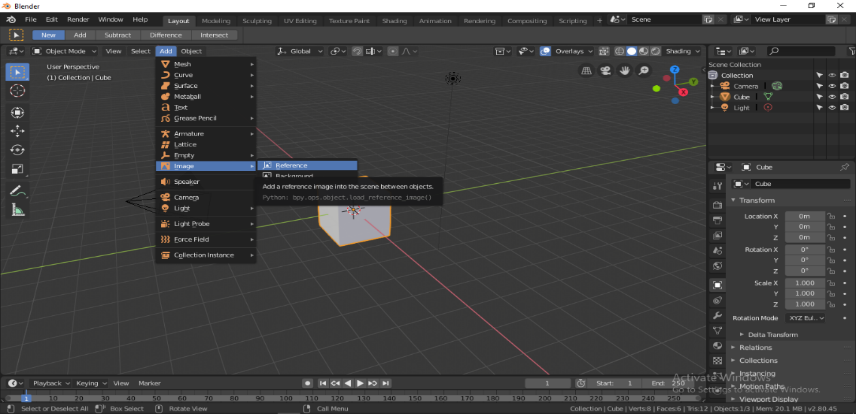 Blender
File Edit Render Window Help Layout Modeling Sculpting UV Editing Texture Paint Shading Animation Rendering Compositing Scripting + Scene View Layer
New Add Subtract Difference Intersect
Object Mode View Select Add Object Global Overlays Shading
User Perspective
(1) Collection | Cube
Mesh
Curve
Surface
Metaball
Text
Grease Pencil
Armature
Lattice
Empty
Image
Speaker
Camera
Light
Light Probe
Force Field
Collection Instance
Reference
Background
Add a reference image into the scene between objects.
Python: bpy.ops.object.load_reference_image()
Z
Y
X
Scene Collection
Collection
Camera
Cube
Light
Cube
Cube
Transform
Location X 0m
Y 0m
Z 0m
Rotation X 0°
Y 0°
Z 0°
Scale X 1.000
Y 1.000
Z 1.000
Rotation Mode XYZ Eul..
Delta Transform
Relations
Collections
Instancing
Motion Paths
Viewport Display
Activate Windows
Go to Settings to activate Windows.
Playback Keying View Marker 1 Start: 1 End: 250
1 10 20 30 40 50 60 70 80 90 100 110 120 130 140 150 160 170 180 190 200 210 220 230 240 250
Select or Deselect All Box Select Rotate View Call Menu Collection | Cube | Verts:8 | Faces:6 | Tris:12 | Objects:1/3 | Mem: 20.1 MB | v2.80.45